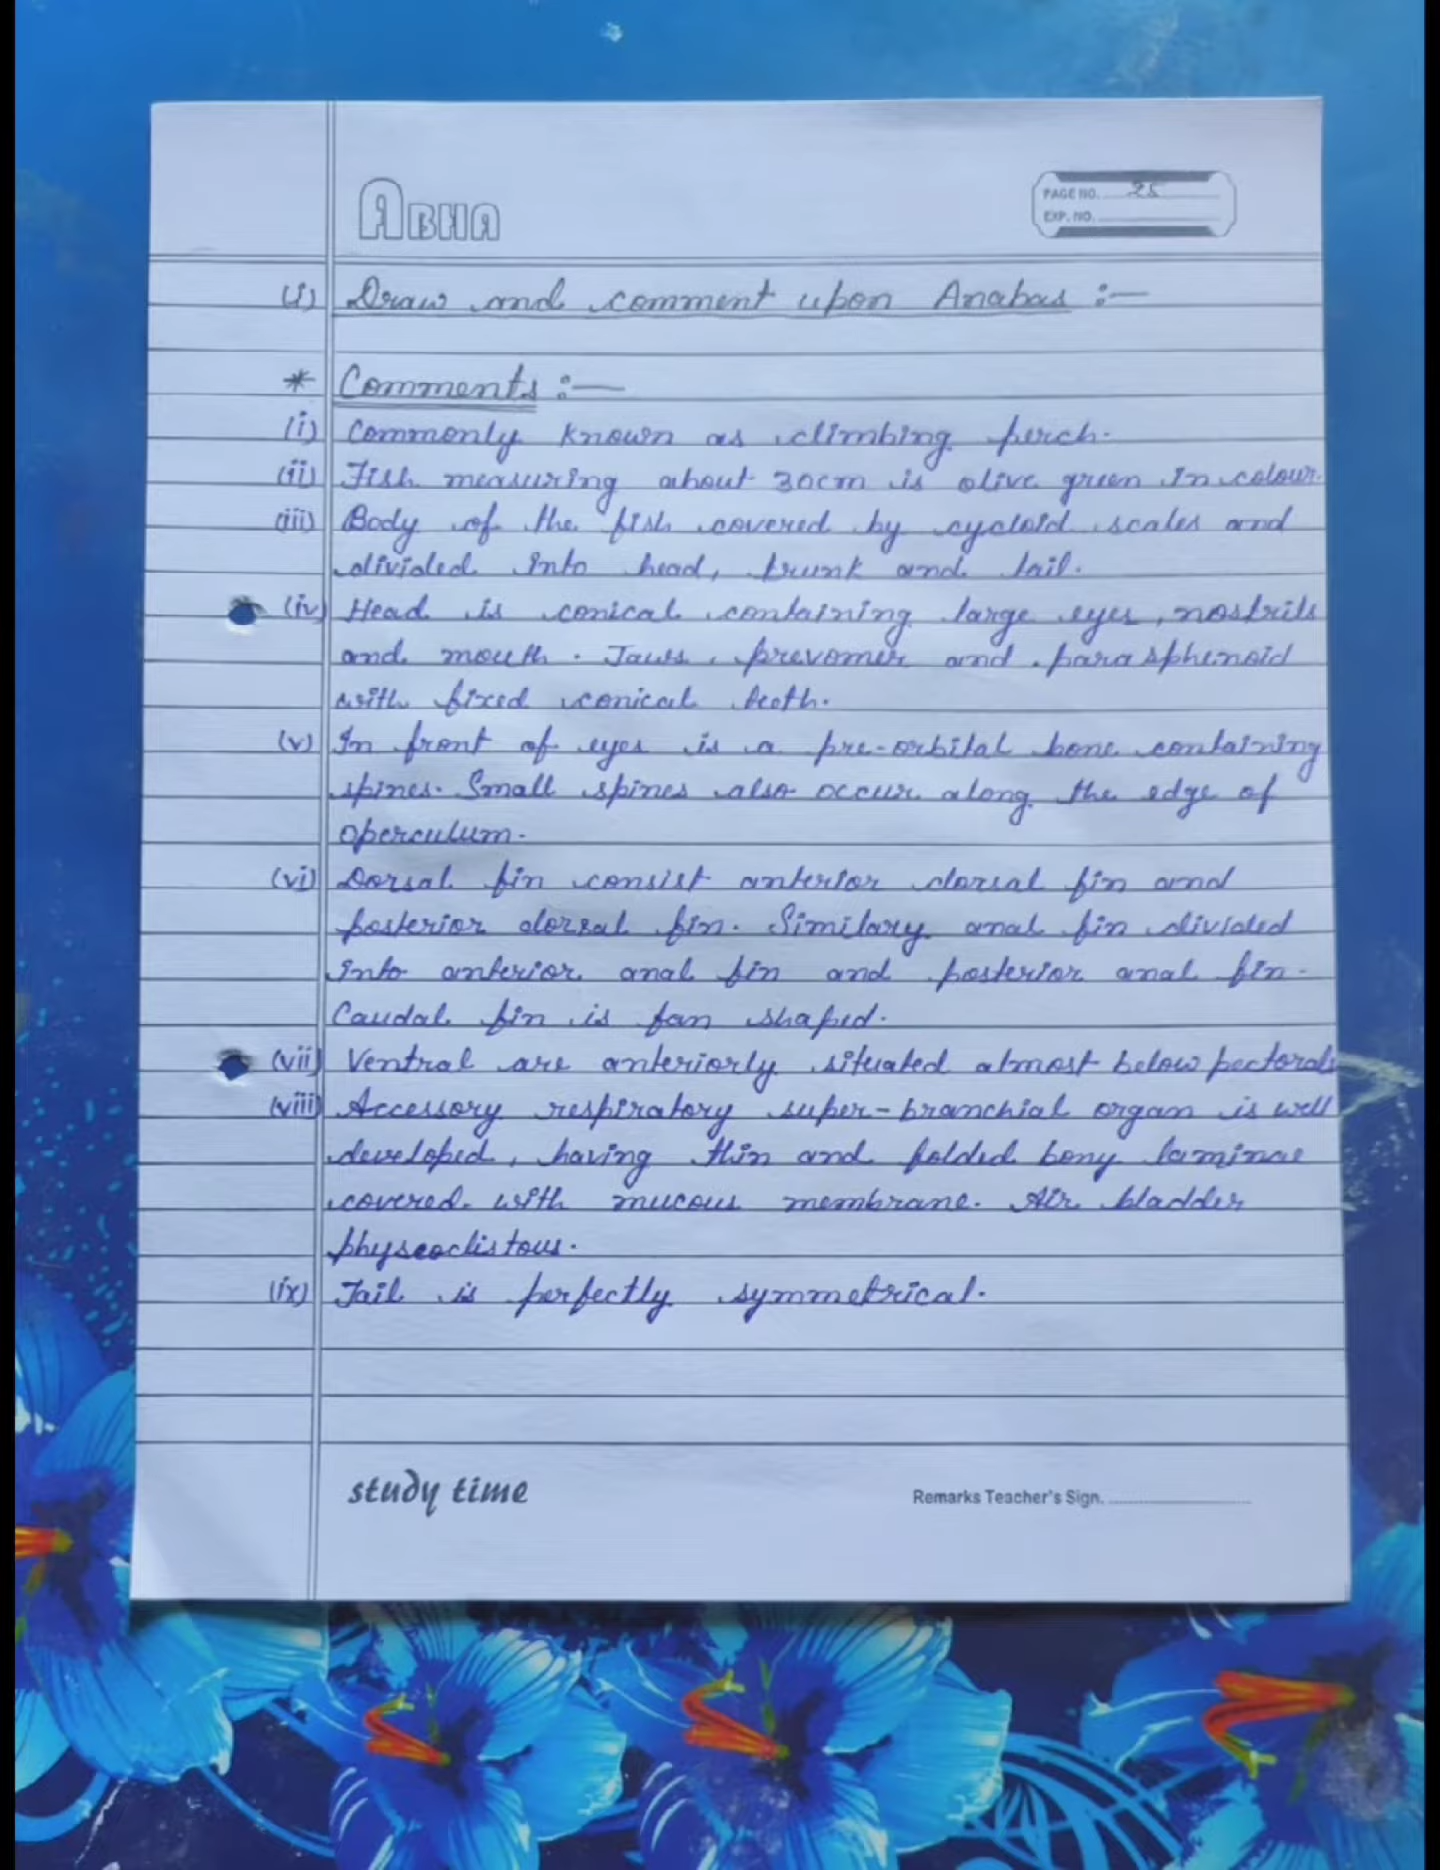 ABHA
PAGE NO. 25
EXP. NO.
(i) Draw and comment upon Anabas :—
* Comments :—
(i) Commonly known as climbing perch.
(ii) Fish measuring about 30cm is olive green in colour.
(iii) Body of the fish covered by cycloid scales and
divided into head, trunk and tail.
(iv) Head is conical containing large eyes, nostrils
and mouth. Jaws, prevomer and parasphenoid
with fixed conical teeth.
(v) In front of eyes is a pre-orbital bone containing
spines. Small spines also occur along the edge of
operculum.
(vi) Dorsal fin consist anterior dorsal fin and
posterior dorsal fin. Similary anal fin divided
into anterior anal fin and posterior anal fin.
Caudal fin is fan shaped.
(vii) Ventral are anteriorly situated almost below pectorals
(viii) Accessory respiratory super-branchial organ is well
developed, having thin and folded bony laminae
covered with mucous membrane. Air bladder
physeoclistous.
(ix) Tail is perfectly symmetrical.
study time
Remarks Teacher's Sign.